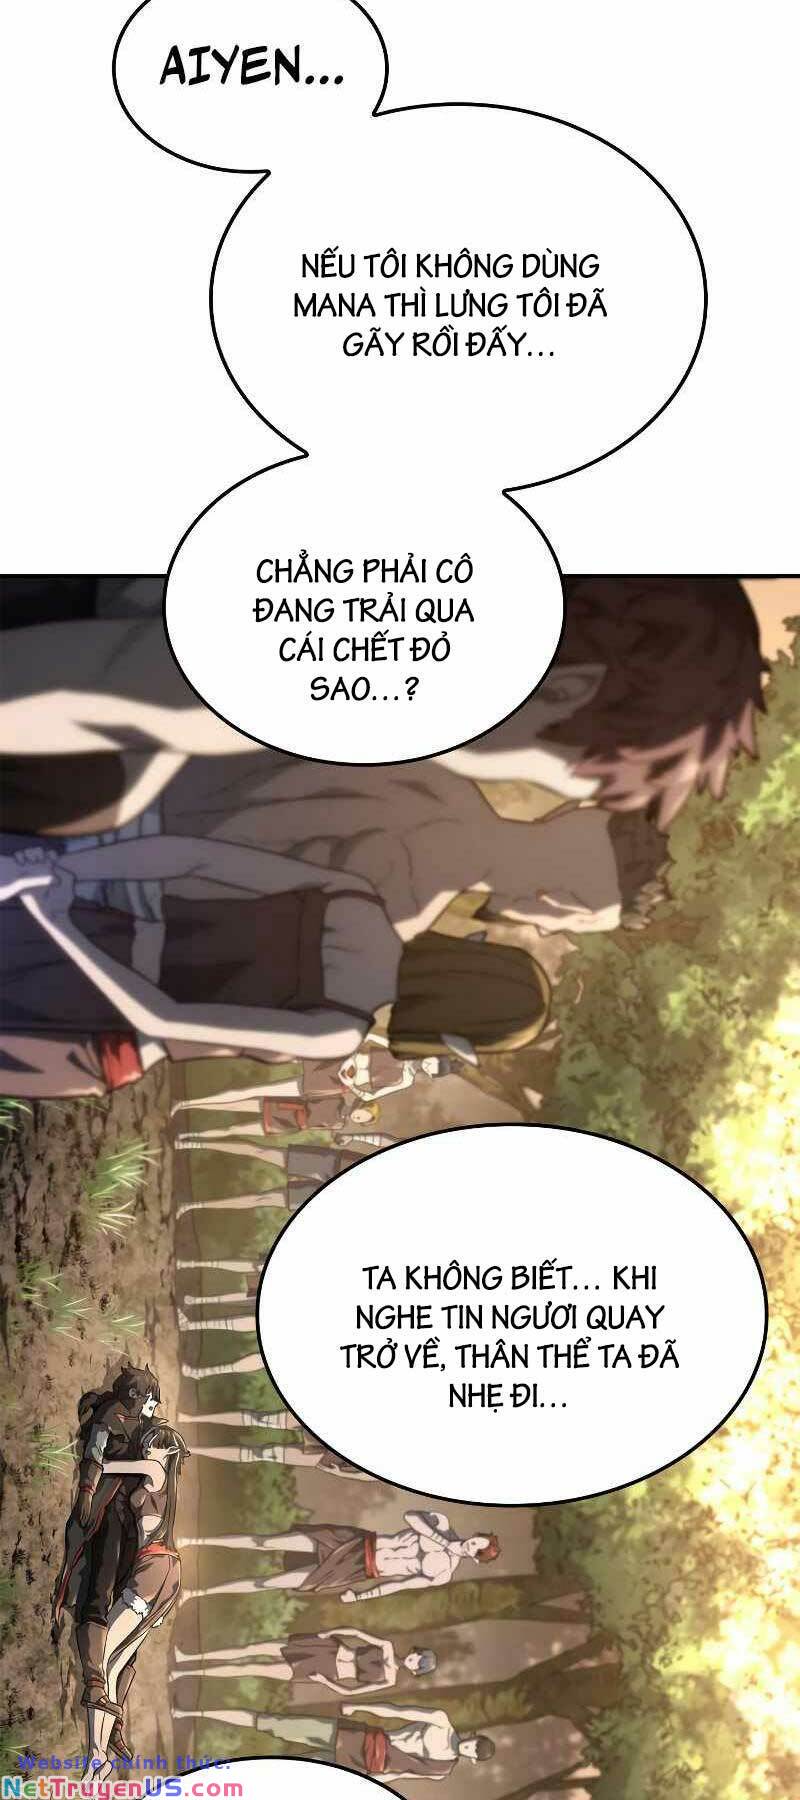 AIYEN...
NẾU TÔI KHÔNG DÙNG
MANA THÌ LƯNG TÔI ĐÃ
GÃY RỒI ĐẤY...
CHẲNG PHẢI CÔ
ĐANG TRẢI QUA
CÁI CHẾT ĐỎ
SAO...?
TA KHÔNG BIẾT... KHI
NGHE TIN NGƯƠI QUAY
TRỞ VỀ, THÂN THỂ TA ĐÃ
NHẸ ĐI...
Website chính thức:
NetTruyenUS.com